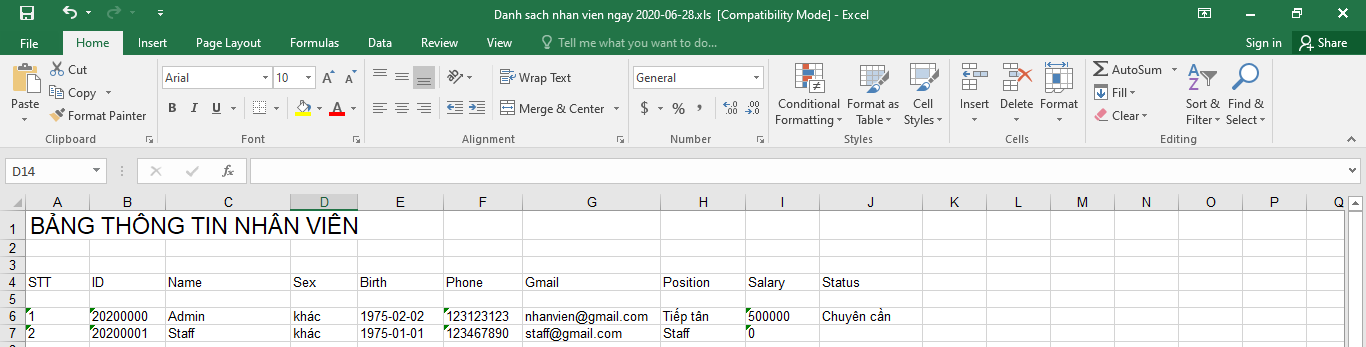 Danh sach nhan vien ngay 2020-06-28.xls [Compatibility Mode] - Excel
File Home Insert Page Layout Formulas Data Review View Tell me what you want to do... Sign in Share
Paste Cut Copy Format Painter
Clipboard
Arial 10 A A
B I U A
Font
Wrap Text
Merge & Center
Alignment
General
$ % , .00 .0
Number
Conditional Formatting Format as Table Cell Styles
Styles
Insert Delete Format
Cells
AutoSum
Fill
Clear
Sort & Filter Find & Select
Editing
D14 fx
A B C D E F G H I J K L M N O P Q
1 BẢNG THÔNG TIN NHÂN VIÊN
2
3
4 STT ID Name Sex Birth Phone Gmail Position Salary Status
5
6 1 20200000 Admin khác 1975-02-02 123123123 nhanvien@gmail.com Tiếp tân 500000 Chuyên cần
7 2 20200001 Staff khác 1975-01-01 123467890 staff@gmail.com Staff 0